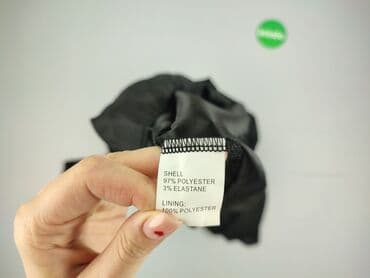 SHELL
97% POLYESTER
3% ELASTANE
LINING:
100% POLYESTER